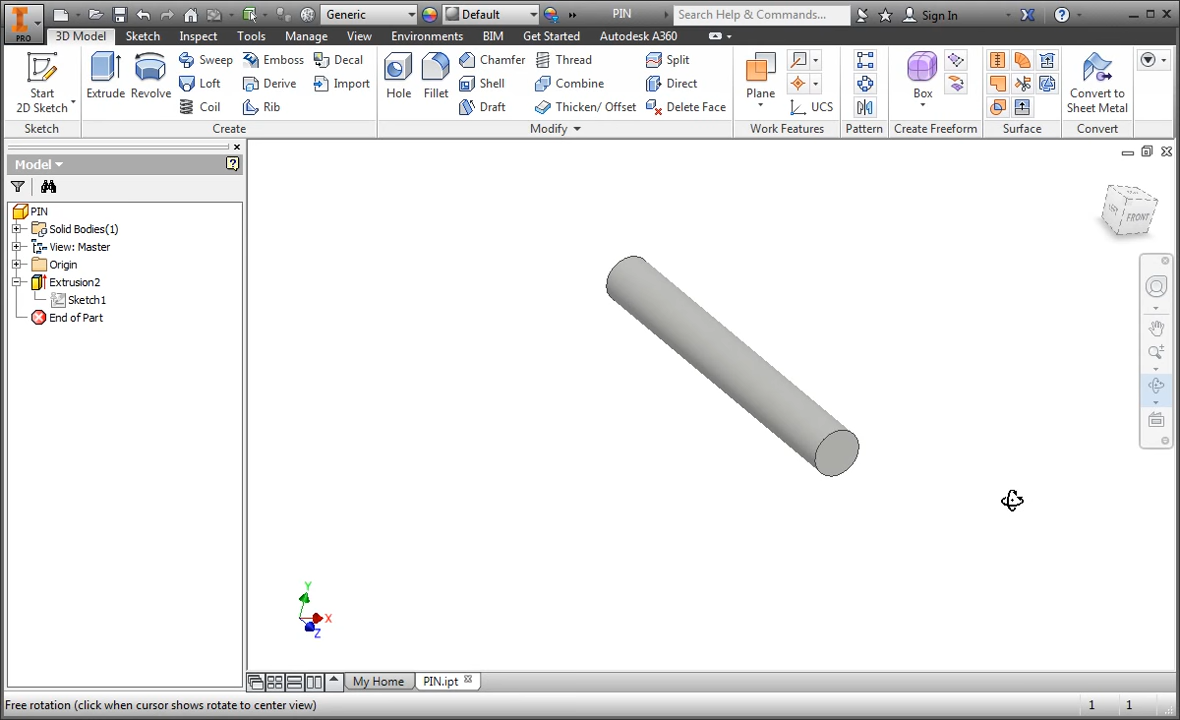 PRO
Generic
Default
PIN
Search Help & Commands...
Sign In
3D Model
Sketch
Inspect
Tools
Manage
View
Environments
BIM
Get Started
Autodesk A360
Start
2D Sketch
Sketch
Extrude
Revolve
Sweep
Loft
Coil
Emboss
Derive
Rib
Decal
Import
Create
Hole
Fillet
Chamfer
Shell
Draft
Thread
Combine
Thicken/ Offset
Split
Direct
Delete Face
Modify
Plane
UCS
Work Features
Pattern
Box
Create Freeform
Surface
Convert to
Sheet Metal
Convert
Model
PIN
Solid Bodies(1)
View: Master
Origin
Extrusion2
Sketch1
End of Part
FRONT
Y
X
Z
My Home
PIN.ipt
Free rotation (click when cursor shows rotate to center view)
1
1